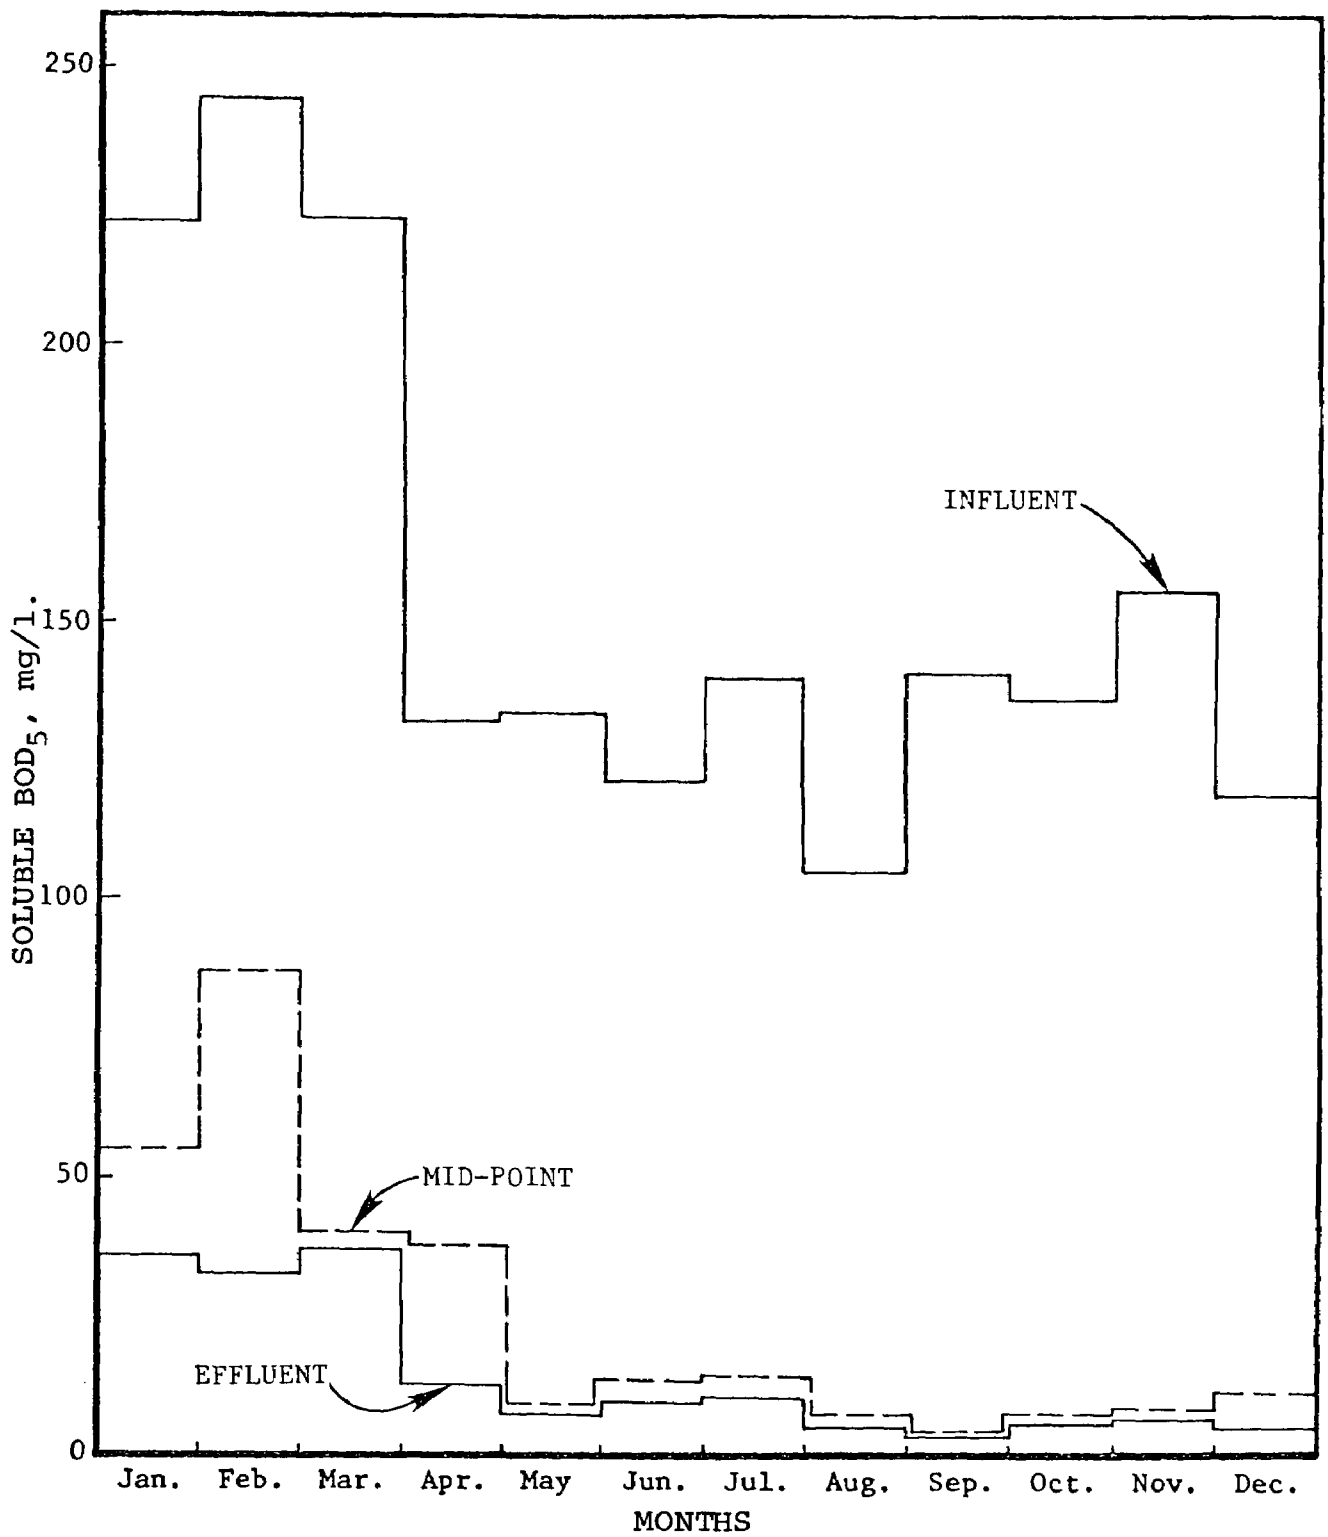 250
200
150
100
50
0
SOLUBLE BOD5, mg/l.
INFLUENT
MID-POINT
EFFLUENT
Jan. Feb. Mar. Apr. May Jun. Jul. Aug. Sep. Oct. Nov. Dec.
MONTHS